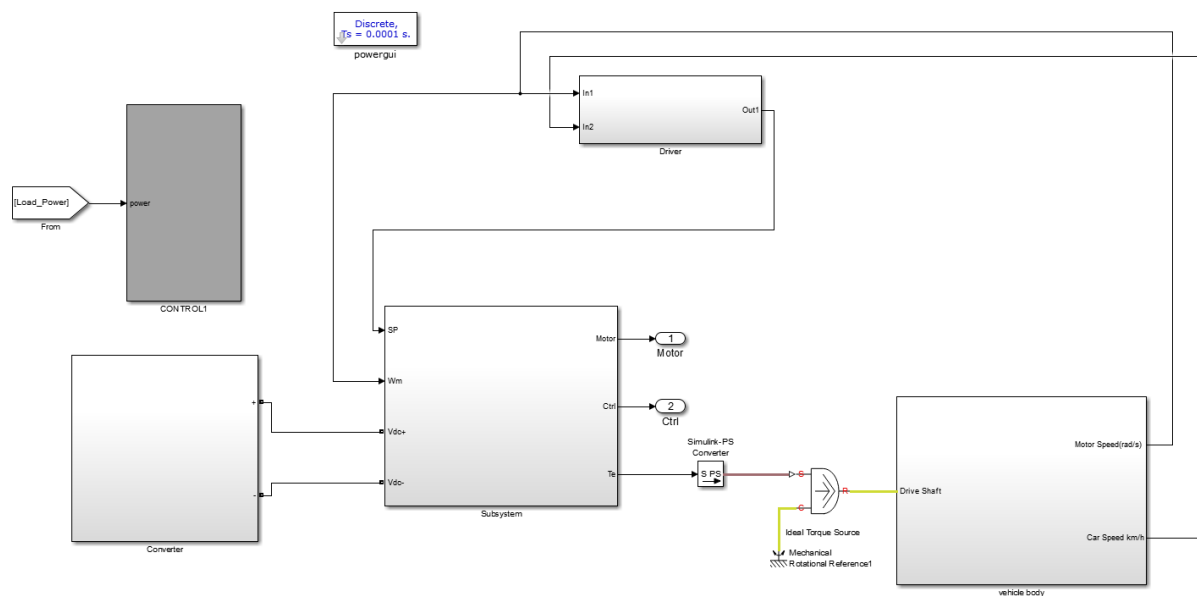 Discrete,
Ts = 0.0001 s.
powergui
In1
In2
Out1
Driver
[Load_Power]
From
power
CONTROL1
SP
Wm
Vdc+
Vdc-
Motor
Ctrl
Te
Subsystem
1
Motor
2
Ctrl
+
-
Converter
Simulink-PS
Converter
S PS
S
C
R
Ideal Torque Source
Mechanical
Rotational Reference1
Drive Shaft
Motor Speed(rad/s)
Car Speed km/h
vehicle body